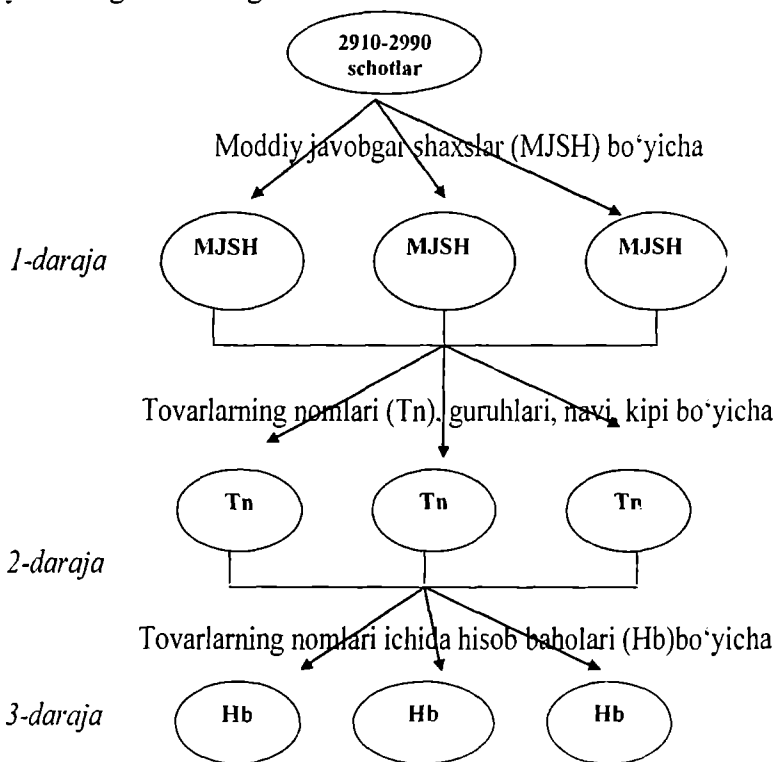 2910-2990
schotlar
Moddiy javobgar shaxslar (MJSH) bo‘yicha
1-daraja MJSH MJSH MJSH
Tovarlarning nomlari (Tn), guruhlari, navi, kipi bo‘yicha
Tn Tn Tn
2-daraja
Tovarlarning nomlari ichida hisob baholari (Hb)bo‘yicha
3-daraja Hb Hb Hb